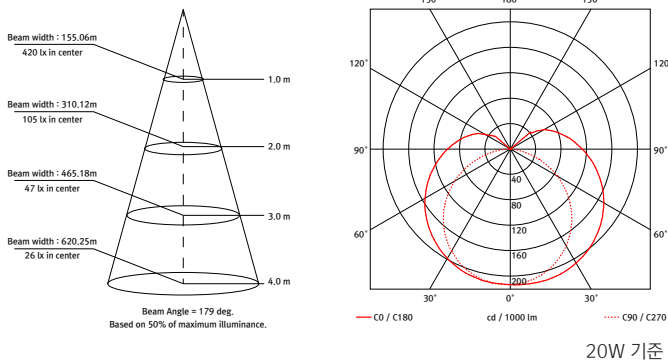 Beam width : 155.06m
420 lx in center
1.0 m
Beam width : 310.12m
105 lx in center
2.0 m
Beam width : 465.18m
47 lx in center
3.0 m
Beam width : 620.25m
26 lx in center
4.0 m
Beam Angle = 179 deg.
Based on 50% of maximum illuminance.
150° 180° 150°
120° 120°
90° 90°
40
80
60° 60°
120
160
200
30° 0° 30°
C0 / C180 cd / 1000 lm C90 / C270
20W 기준